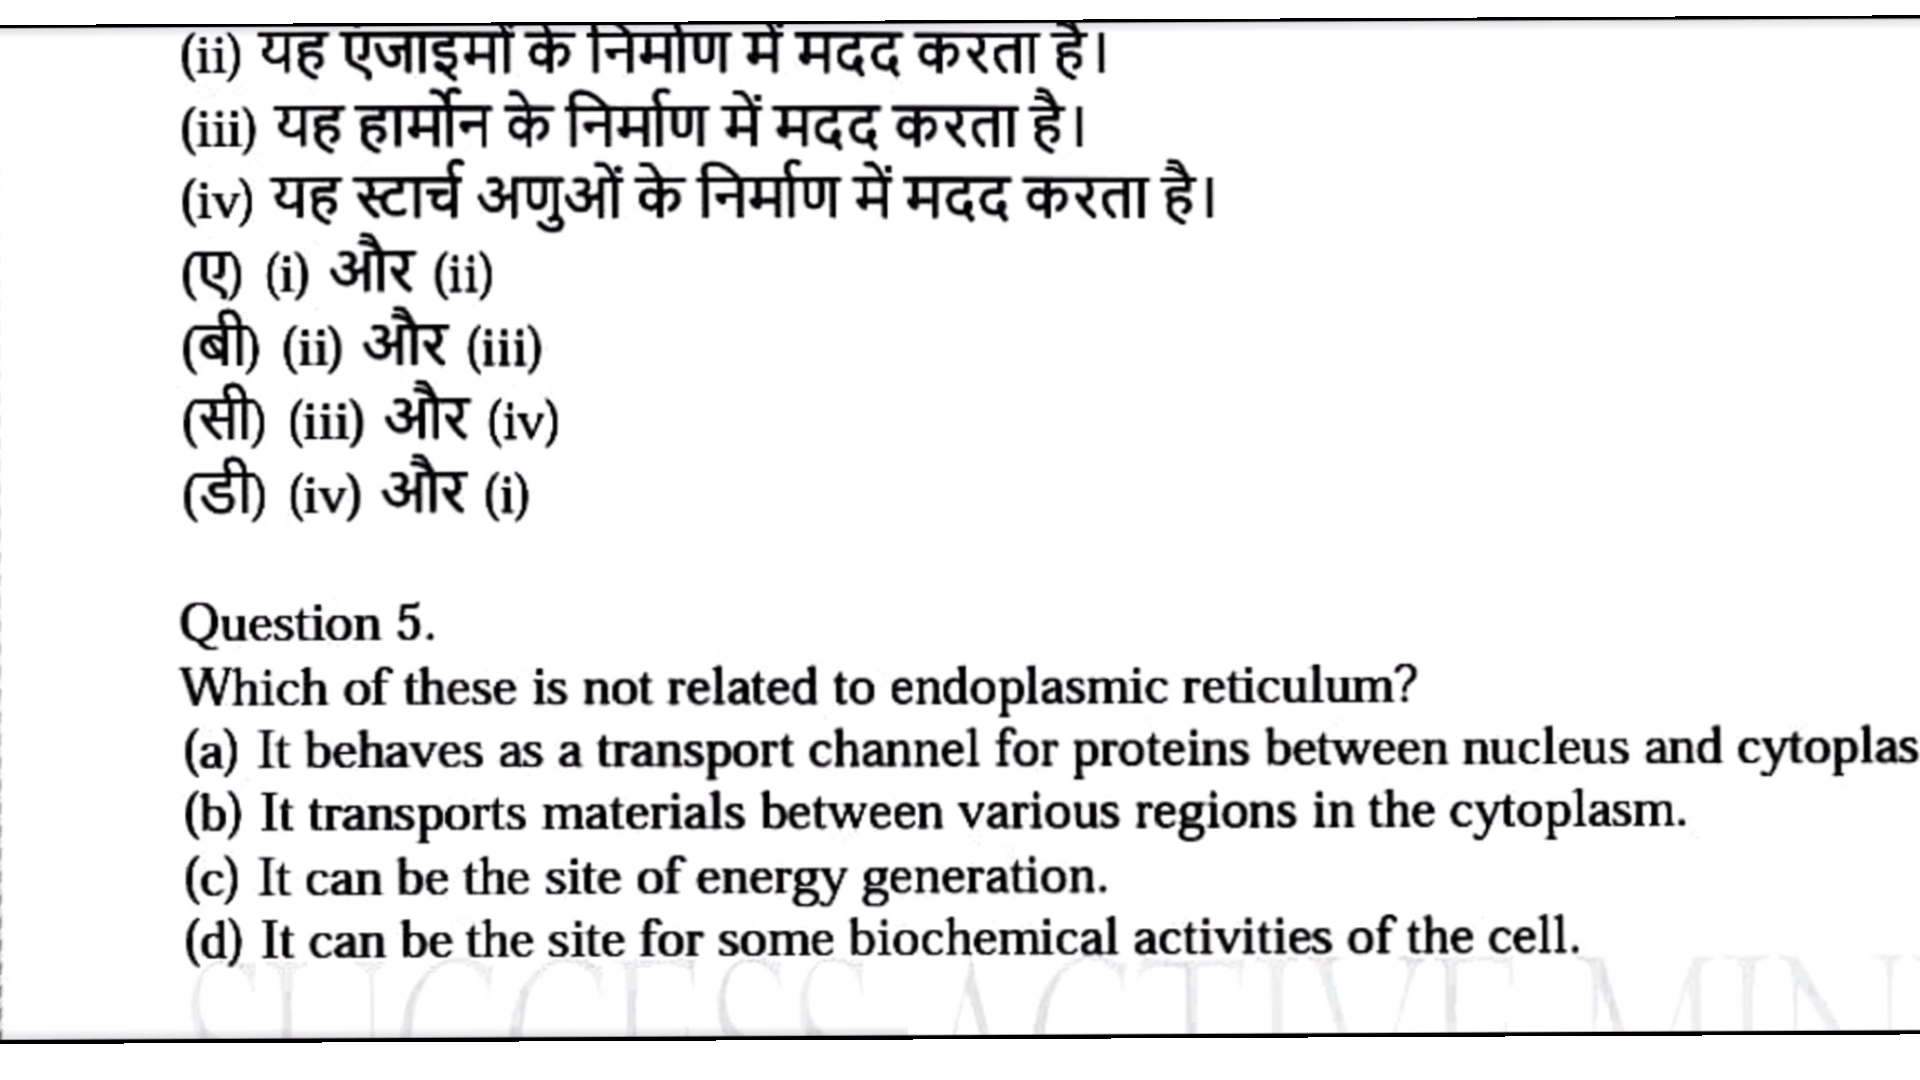 (ii) यह एंजाइमों के निर्माण में मदद करता है।
(iii) यह हार्मोन के निर्माण में मदद करता है।
(iv) यह स्टार्च अणुओं के निर्माण में मदद करता है।
(ए) (i) और (ii)
(बी) (ii) और (iii)
(सी) (iii) और (iv)
(डी) (iv) और (i)
Question 5.
Which of these is not related to endoplasmic reticulum?
(a) It behaves as a transport channel for proteins between nucleus and cytoplas
(b) It transports materials between various regions in the cytoplasm.
(c) It can be the site of energy generation.
(d) It can be the site for some biochemical activities of the cell.
SUCCESS ACTIVE MIN